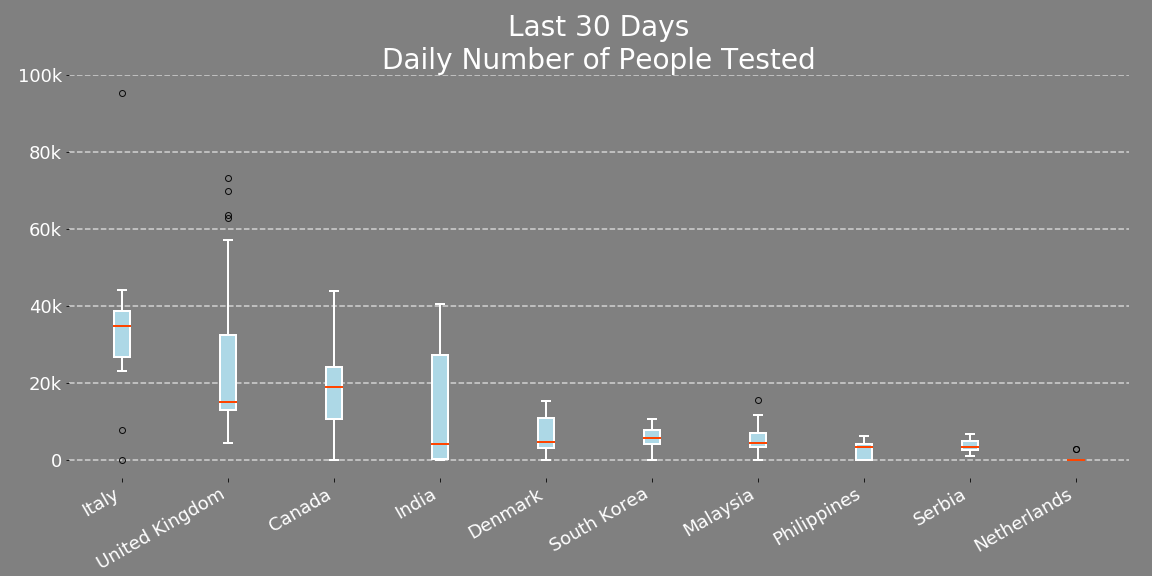 Last 30 Days
Daily Number of People Tested
100k
80k
60k
40k
20k
0
Italy
United Kingdom
Canada
India
Denmark
South Korea
Malaysia
Philippines
Serbia
Netherlands